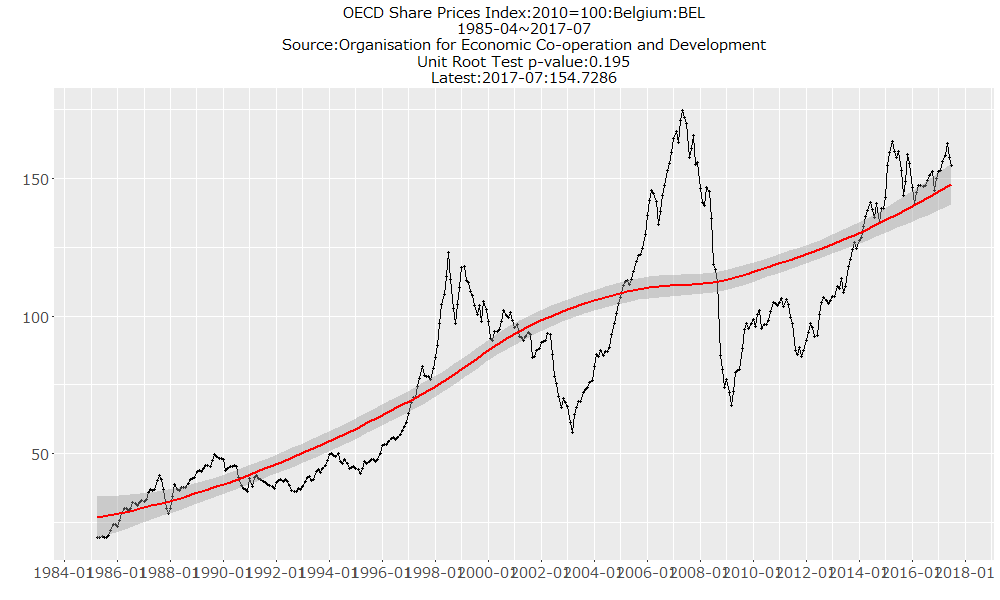 OECD Share Prices Index:2010=100:Belgium:BEL
1985-04~2017-07
Source:Organisation for Economic Co-operation and Development
Unit Root Test p-value:0.195
Latest:2017-07:154.7286
150
100
50
1984-01 1986-01 1988-01 1990-01 1992-01 1994-01 1996-01 1998-01 2000-01 2002-01 2004-01 2006-01 2008-01 2010-01 2012-01 2014-01 2016-01 2018-01